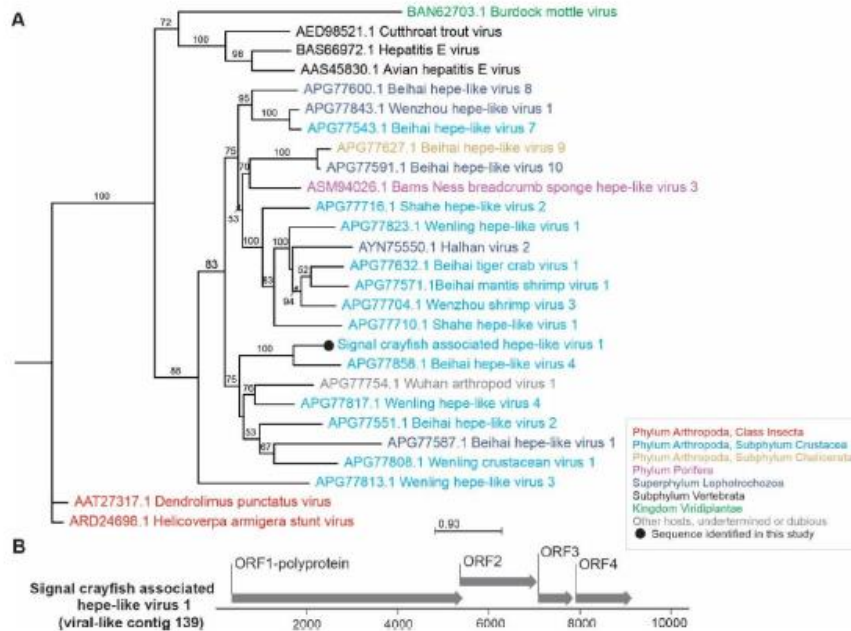 A
BAN62703.1 Burdock mottle virus
72
AED98521.1 Cutthroat trout virus
100
BAS66972.1 Hepatitis E virus
98
AAS45830.1 Avian hepatitis E virus
APG77600.1 Beihai hepe-like virus 8
95
APG77843.1 Wenzhou hepe-like virus 1
100
APG77543.1 Beihai hepe-like virus 7
75
APG77627.1 Beihai hepe-like virus 9
100
70
APG77591.1 Beihai hepe-like virus 10
ASM94026.1 Barns Ness breadcrumb sponge hepe-like virus 3
100
53
APG77716.1 Shahe hepe-like virus 2
APG77823.1 Wenling hepe-like virus 1
100
100
AYN75550.1 Halhan virus 2
83
APG77632.1 Beihai tiger crab virus 1
52
83
APG77571.1Beihai mantis shrimp virus 1
94
APG77704.1 Wenzhou shrimp virus 3
APG77710.1 Shahe hepe-like virus 1
Signal crayfish associated hepe-like virus 1
100
APG77858.1 Beihai hepe-like virus 4
88
75
APG77754.1 Wuhan arthropod virus 1
76
APG77817.1 Wenling hepe-like virus 4
APG77551.1 Beihai hepe-like virus 2
53
APG77587.1 Beihai hepe-like virus 1
67
APG77808.1 Wenling crustacean virus 1
APG77813.1 Wenling hepe-like virus 3
AAT27317.1 Dendrolimus punctatus virus
ARD24698.1 Helicoverpa armigera stunt virus
0.93
Phylum Arthropoda, Class Insecta
Phylum Arthropoda, Subphylum Crustacea
Phylum Arthropoda, Subphylum Chelicerata
Phylum Porifera
Superphylum Lophotrochozoa
Subphylum Vertebrata
Kingdom Viridiplantae
Other hosts, undertermined or dubious
Sequence identified in this study
B
ORF1-polyprotein
ORF2
ORF3
ORF4
Signal crayfish associated
hepe-like virus 1
(viral-like contig 139)
2000
4000
6000
8000
10000